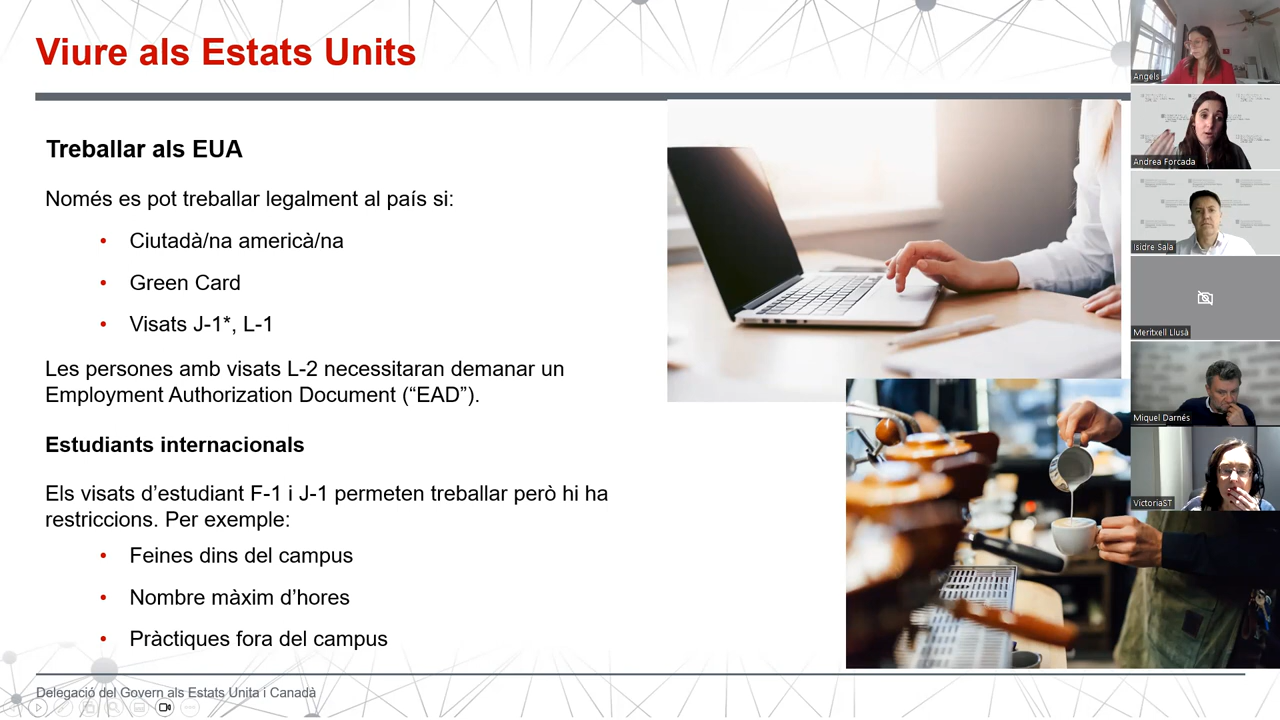 Viure als Estats Units
Treballar als EUA
Només es pot treballar legalment al país si:
• Ciutadà/na americà/na
• Green Card
• Visats J-1*, L-1
Les persones amb visats L-2 necessitaran demanar un
Employment Authorization Document (“EAD”).
Estudiants internacionals
Els visats d’estudiant F-1 i J-1 permeten treballar però hi ha
restriccions. Per exemple:
• Feines dins del campus
• Nombre màxim d’hores
• Pràctiques fora del campus
Delegació del Govern als Estats Units i Canadà
Angels
Andrea Forcada
Isidre Sala
Meritxell Llusà
Miquel Darnés
VictoriaST